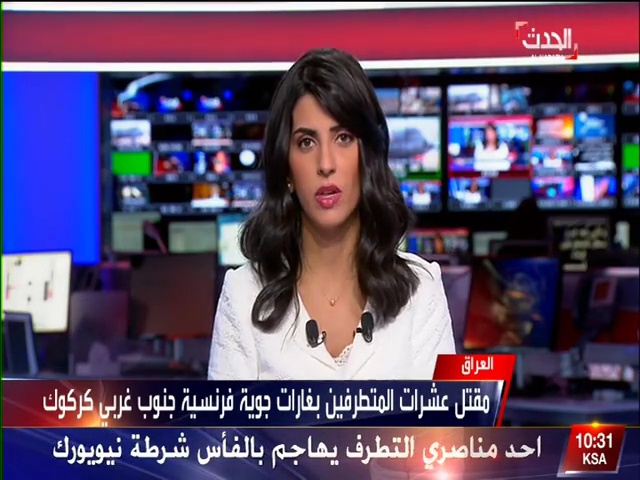 الحدث
العراق
مقتل عشرات المتطرفين بغارات جوية فرنسية جنوب غربي كركوك
احد مناصري التطرف يهاجم بالفأس شرطة نيويورك
10:31
KSA